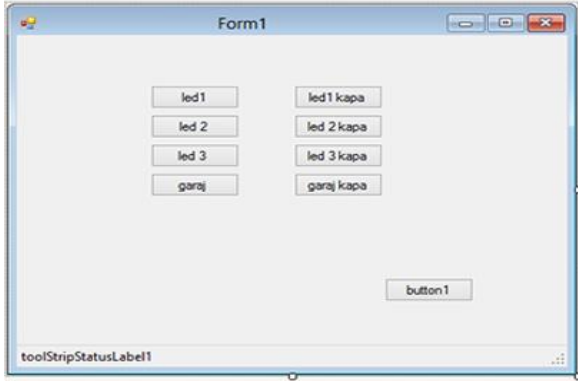 Form1
led1
led1 kapa
led 2
led 2 kapa
led 3
led 3 kapa
garaj
garaj kapa
button1
toolStripStatusLabel1